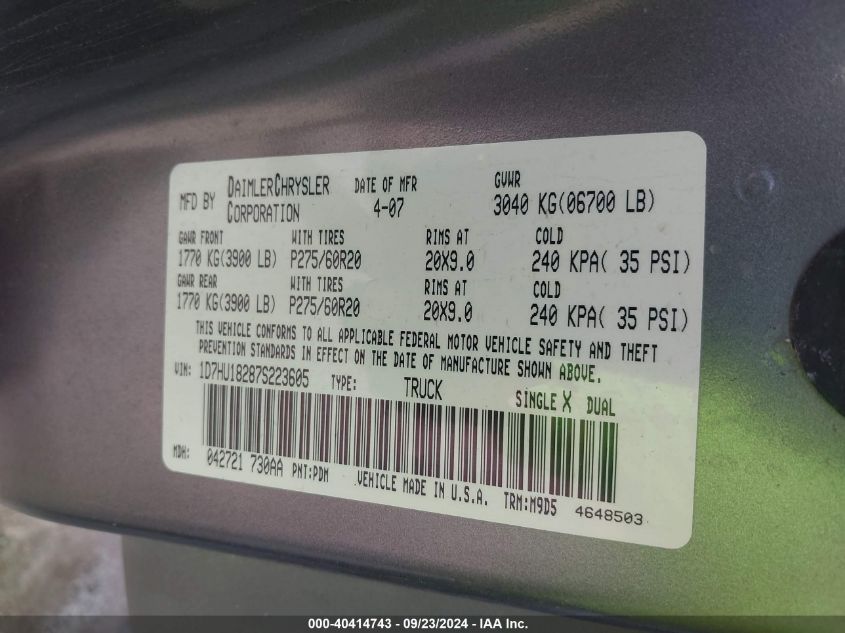 MFD BY DAIMLERCHRYSLER CORPORATION DATE OF MFR 4-07 GVWR 3040 KG(06700 LB)
GAWR FRONT WITH TIRES RIMS AT COLD
1770 KG(3900 LB) P275/60R20 20X9.0 240 KPA( 35 PSI)
GAWR REAR WITH TIRES RIMS AT COLD
1770 KG(3900 LB) P275/60R20 20X9.0 240 KPA( 35 PSI)
THIS VEHICLE CONFORMS TO ALL APPLICABLE FEDERAL MOTOR VEHICLE SAFETY AND THEFT
PREVENTION STANDARDS IN EFFECT ON THE DATE OF MANUFACTURE SHOWN ABOVE.
VIN: 1D7HU18287S223605 TYPE: TRUCK SINGLE X DUAL
MDH: 042721 730AA PNT:PDM VEHICLE MADE IN U.S.A. TRM:M9D5 4648503
000-40414743 - 09/23/2024 - IAA Inc.